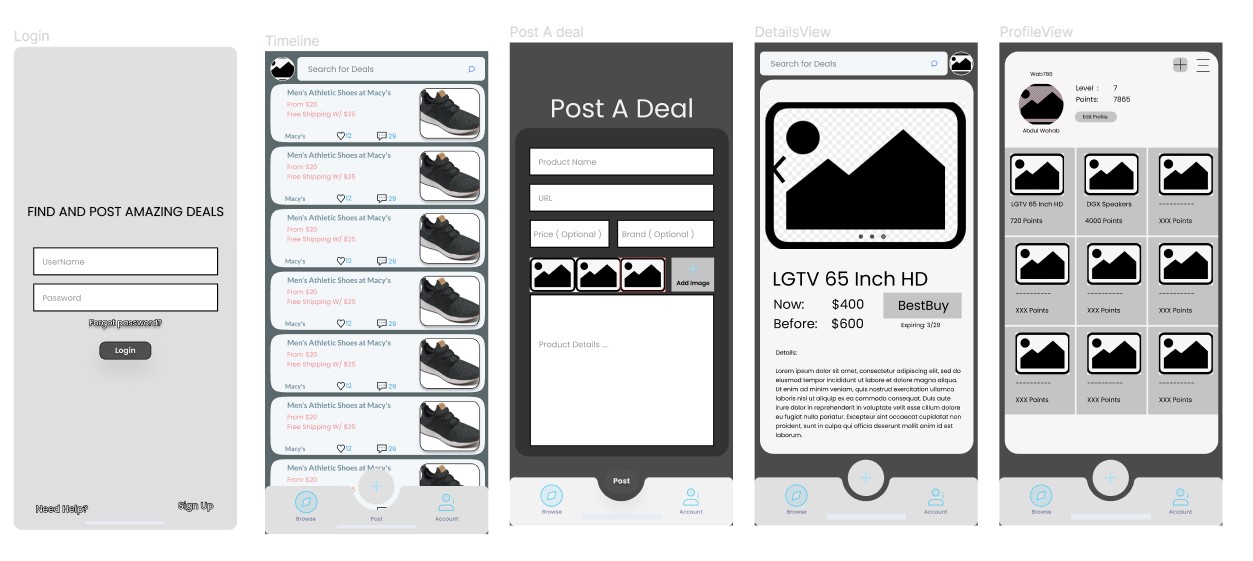 Login
FIND AND POST AMAZING DEALS
UserName
Password
Forgot password?
Login
Need Help?
Sign Up
Timeline
Search for Deals
Men's Athletic Shoes at Macy's
From $20
Free Shipping W/ $35
Macy's 12 29
Men's Athletic Shoes at Macy's
From $20
Free Shipping W/ $35
Macy's 12 29
Men's Athletic Shoes at Macy's
From $20
Free Shipping W/ $35
Macy's 12 29
Men's Athletic Shoes at Macy's
From $20
Free Shipping W/ $35
Macy's 12 29
Men's Athletic Shoes at Macy's
From $20
Free Shipping W/ $35
Macy's 12 29
Men's Athletic Shoes at Macy's
From $20
Free Shipping W/ $35
Macy's 12 29
Men's Athletic Shoes at Macy's
From $20
5
Browse Post Account
Post A deal
Post A Deal
Product Name
URL
Price ( Optional ) Brand ( Optional )
Add Image
Product Details ...
Post
Browse Account
DetailsView
Search for Deals
LGTV 65 Inch HD
Now: $400 BestBuy
Before: $600 Expiring: 3/29
Details:
Lorem ipsum dolor sit amet, consectetur adipiscing elit, sed do
eiusmod tempor incididunt ut labore et dolore magna aliqua.
Ut enim ad minim veniam, quis nostrud exercitation ullamco
laboris nisi ut aliquip ex ea commodo consequat. Duis aute
irure dolor in reprehenderit in voluptate velit esse cillum dolore
eu fugiat nulla pariatur. Excepteur sint occaecat cupidatat non
proident, sunt in culpa qui officia deserunt mollit anim id est
laborum.
Browse Account
ProfileView
Wab786
Level : 7
Points: 7865
Edit Profile
Abdul Wahab
LGTV 65 Inch HD DGX Speakers ----------
720 Points 4000 Points XXX Points
---------- ---------- ----------
XXX Points XXX Points XXX Points
---------- ---------- ----------
XXX Points XXX Points XXX Points
Browse Account